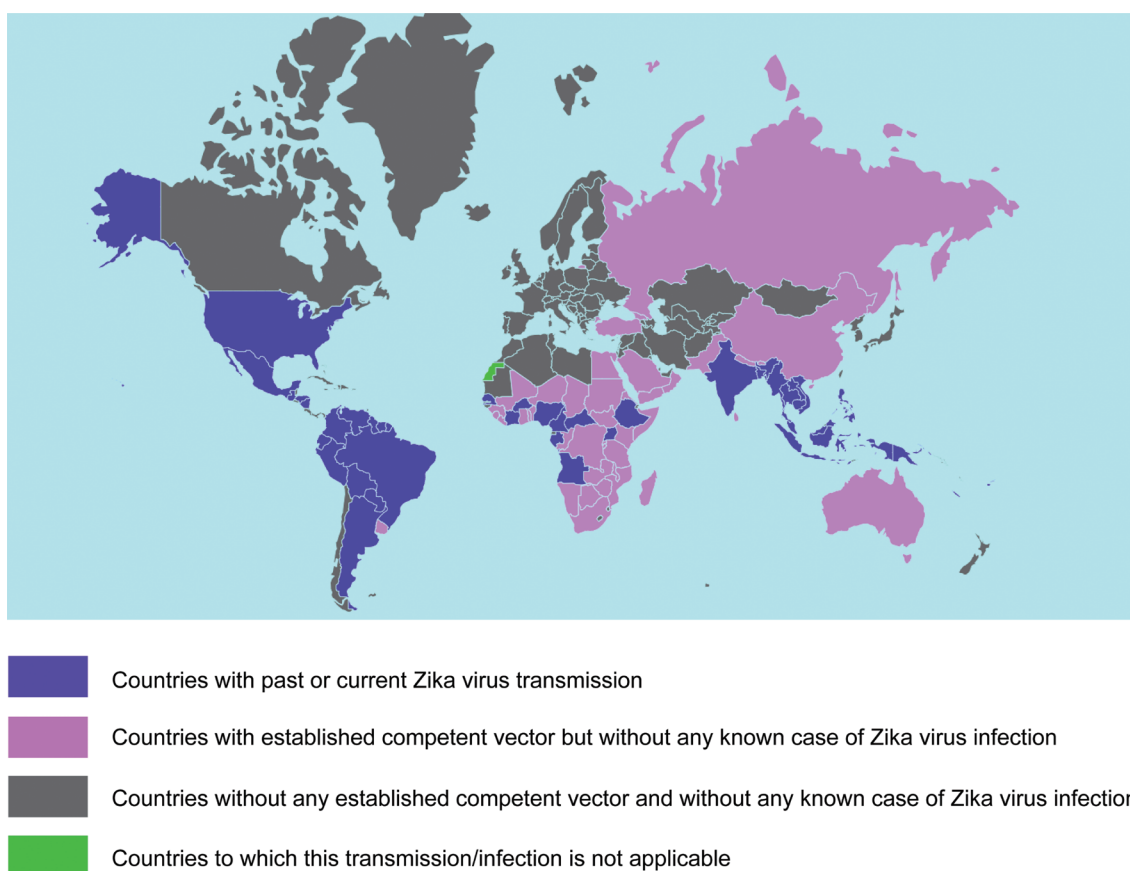 Countries with past or current Zika virus transmission
Countries with established competent vector but without any known case of Zika virus infection
Countries without any established competent vector and without any known case of Zika virus infection
Countries to which this transmission/infection is not applicable